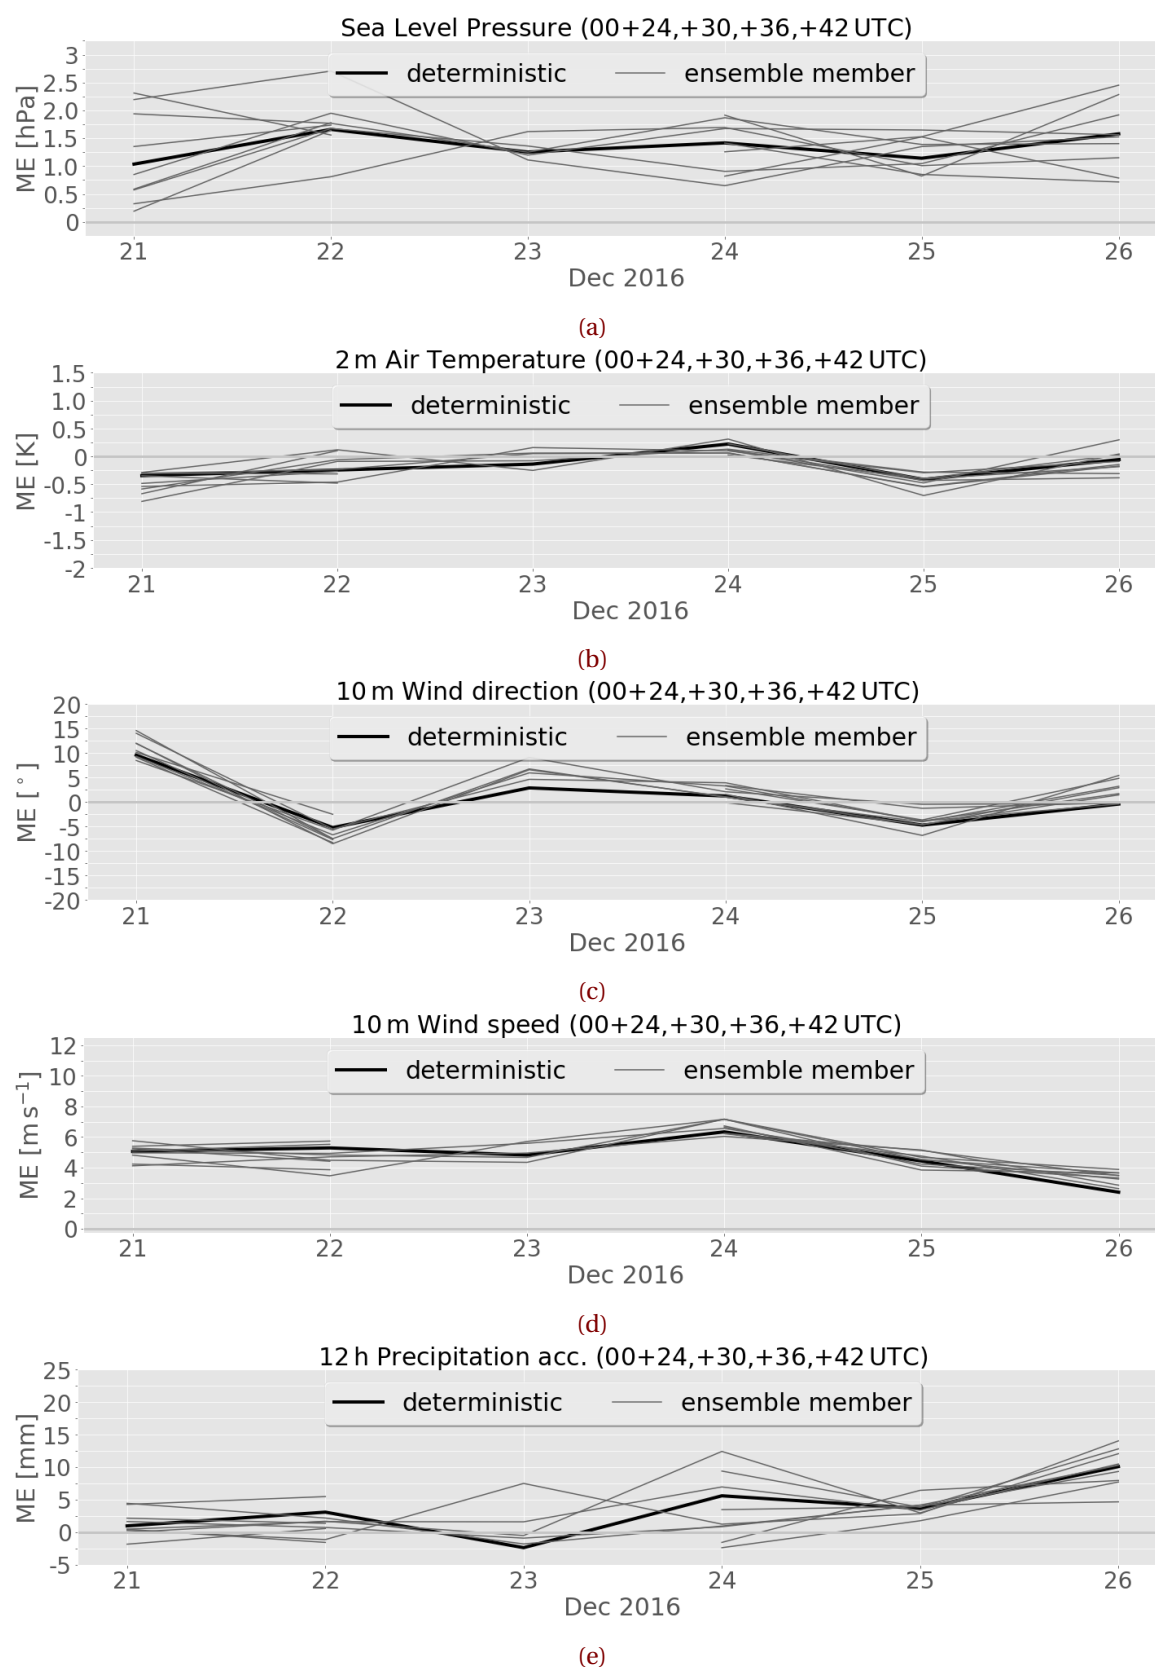 Sea Level Pressure (00+24,+30,+36,+42 UTC)
deterministic ensemble member
ME [hPa]
3
2.5
2.0
1.5
1.0
0.5
0
21 22 23 24 25 26
Dec 2016
(a)
2 m Air Temperature (00+24,+30,+36,+42 UTC)
deterministic ensemble member
ME [K]
1.5
1.0
0.5
0
-0.5
-1
-1.5
-2
21 22 23 24 25 26
Dec 2016
(b)
10 m Wind direction (00+24,+30,+36,+42 UTC)
deterministic ensemble member
ME [°]
20
15
10
5
0
-5
-10
-15
-20
21 22 23 24 25 26
Dec 2016
(c)
10 m Wind speed (00+24,+30,+36,+42 UTC)
deterministic ensemble member
ME [m s⁻¹]
12
10
8
6
4
2
0
21 22 23 24 25 26
Dec 2016
(d)
12 h Precipitation acc. (00+24,+30,+36,+42 UTC)
deterministic ensemble member
ME [mm]
25
20
15
10
5
0
-5
21 22 23 24 25 26
Dec 2016
(e)